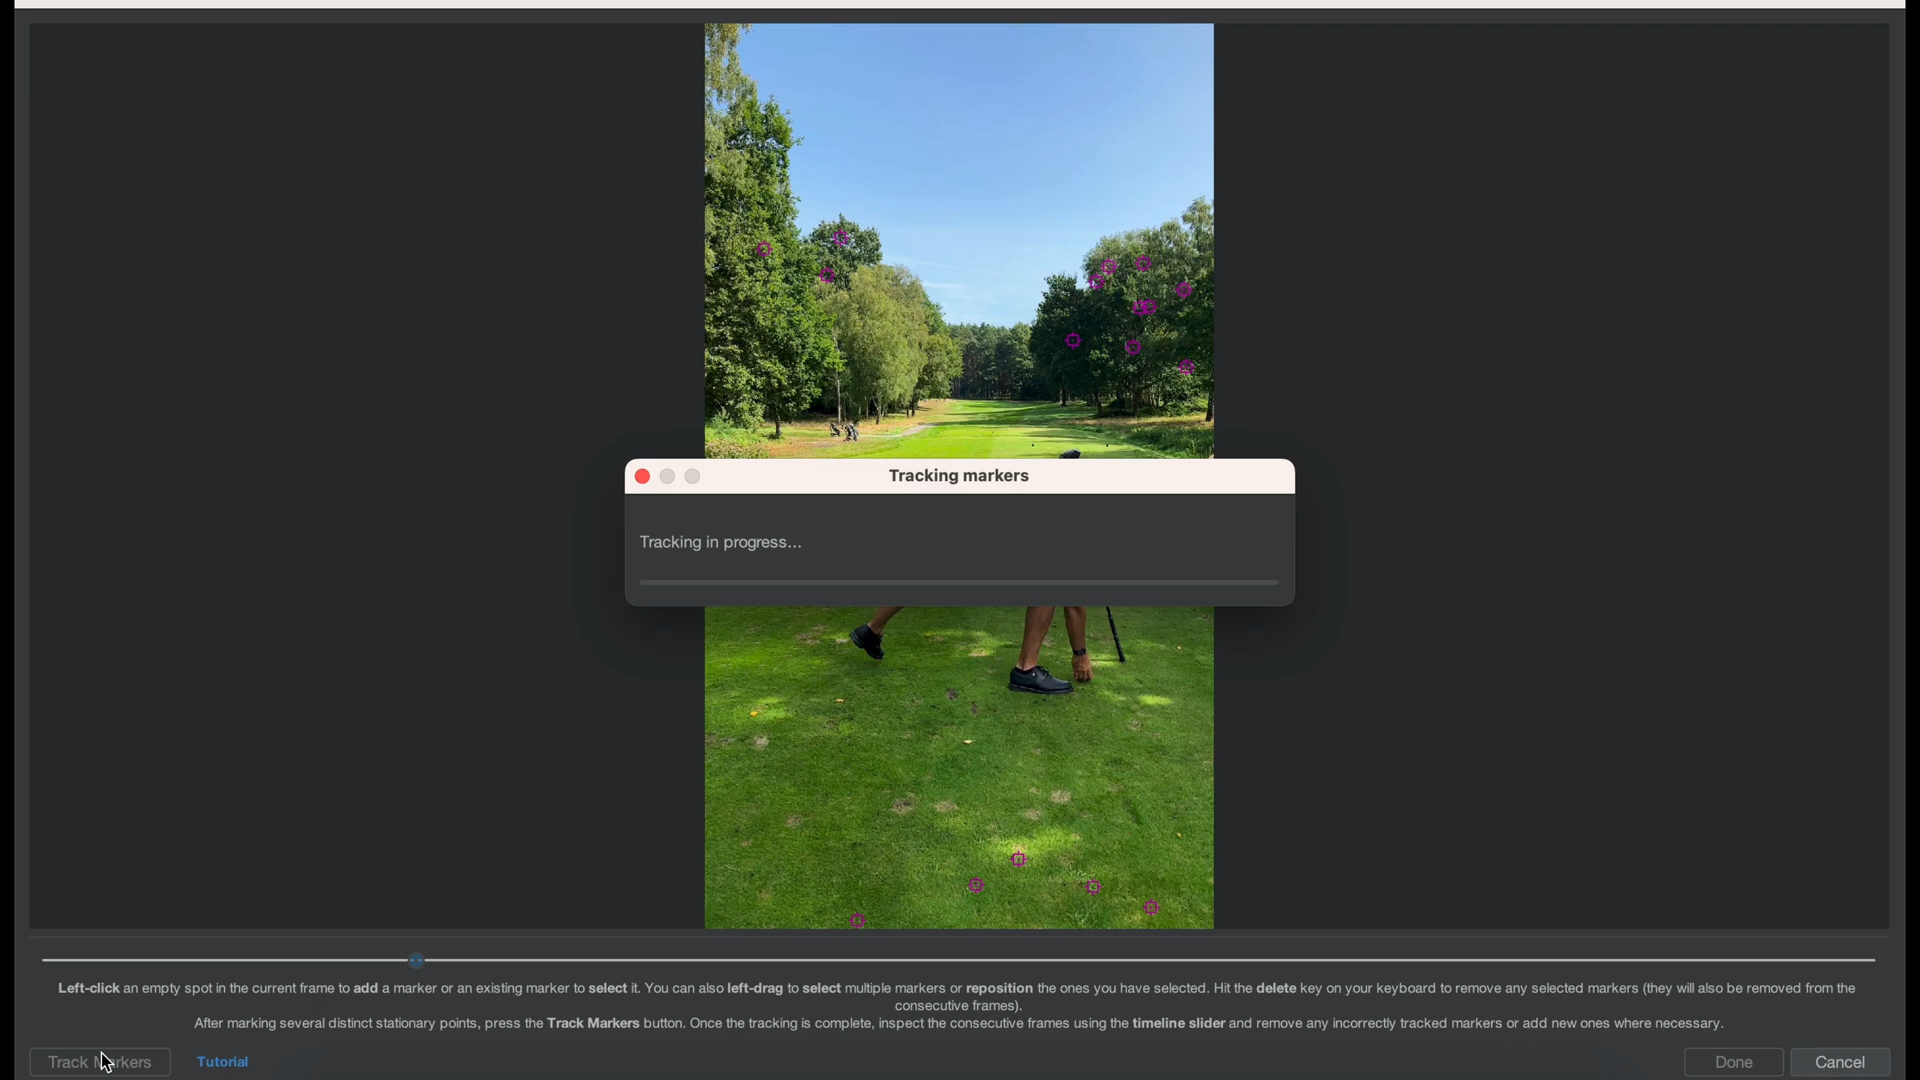 Tracking markers
Tracking in progress...
Left-click an empty spot in the current frame to add a marker or an existing marker to select it. You can also left-drag to select multiple markers or reposition the ones you have selected. Hit the delete key on your keyboard to remove any selected markers (they will also be removed from the
consecutive frames).
After marking several distinct stationary points, press the Track Markers button. Once the tracking is complete, inspect the consecutive frames using the timeline slider and remove any incorrectly tracked markers or add new ones where necessary.
Track Markers Tutorial Done Cancel